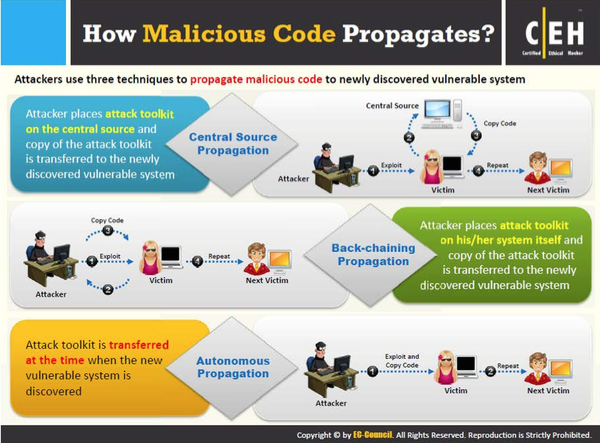 How Malicious Code Propagates?
C|EH
Certified Ethical Hacker
Attackers use three techniques to propagate malicious code to newly discovered vulnerable system
Attacker places attack toolkit
on the central source and
copy of the attack toolkit
is transferred to the newly
discovered vulnerable system
Central Source
Propagation
Central Source
Copy Code
2
3
Exploit
Repeat
1
4
Attacker
Victim
Next Victim
Copy Code
3
Exploit
Repeat
1
4
2
Attacker
Victim
Next Victim
Back-chaining
Propagation
Attacker places attack toolkit
on his/her system itself and
copy of the attack toolkit
is transferred to the newly
discovered vulnerable system
Attack toolkit is transferred
at the time when the new
vulnerable system is
discovered
Autonomous
Propagation
Exploit and
Copy Code
Repeat
1
2
Attacker
Victim
Next Victim
Copyright © by EC-Council. All Rights Reserved. Reproduction is Strictly Prohibited.